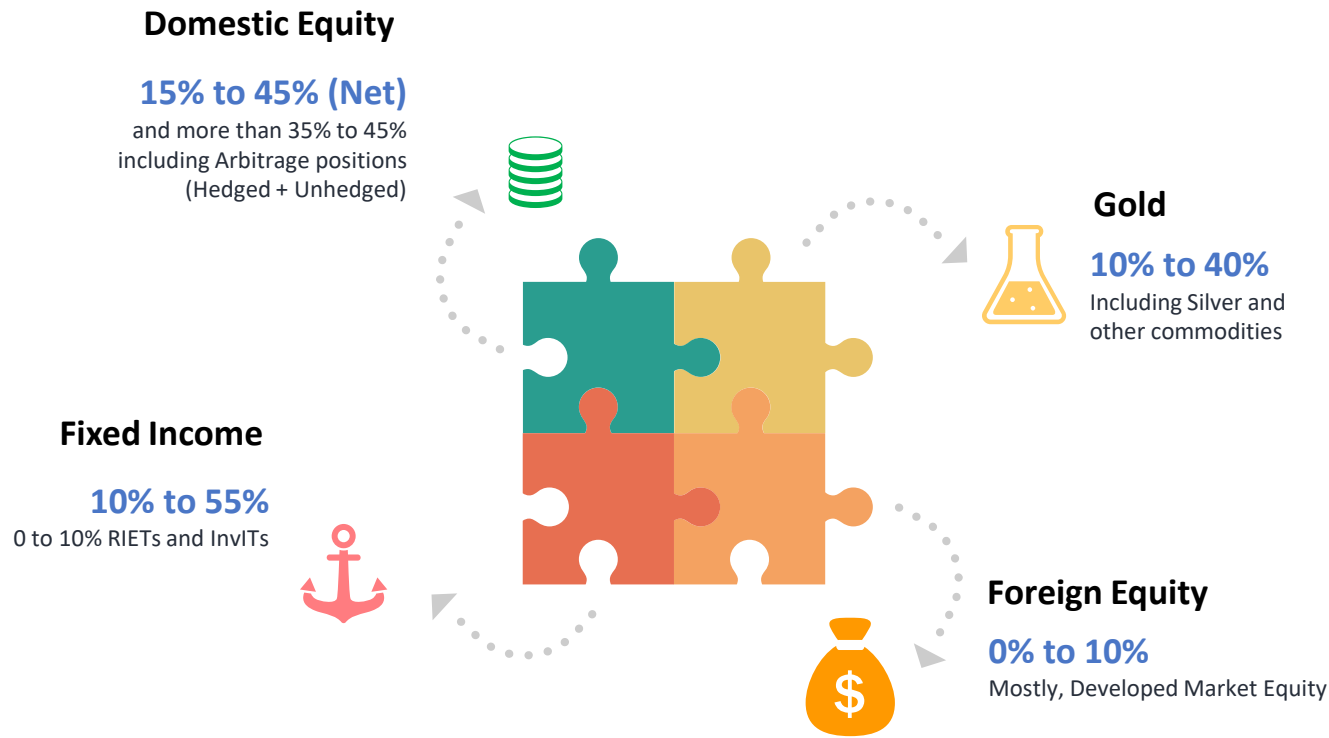 Domestic Equity
15% to 45% (Net)
and more than 35% to 45%
including Arbitrage positions
(Hedged + Unhedged)
Gold
10% to 40%
Including Silver and
other commodities
Fixed Income
10% to 55%
0 to 10% RIETs and InvITs
Foreign Equity
0% to 10%
Mostly, Developed Market Equity
$